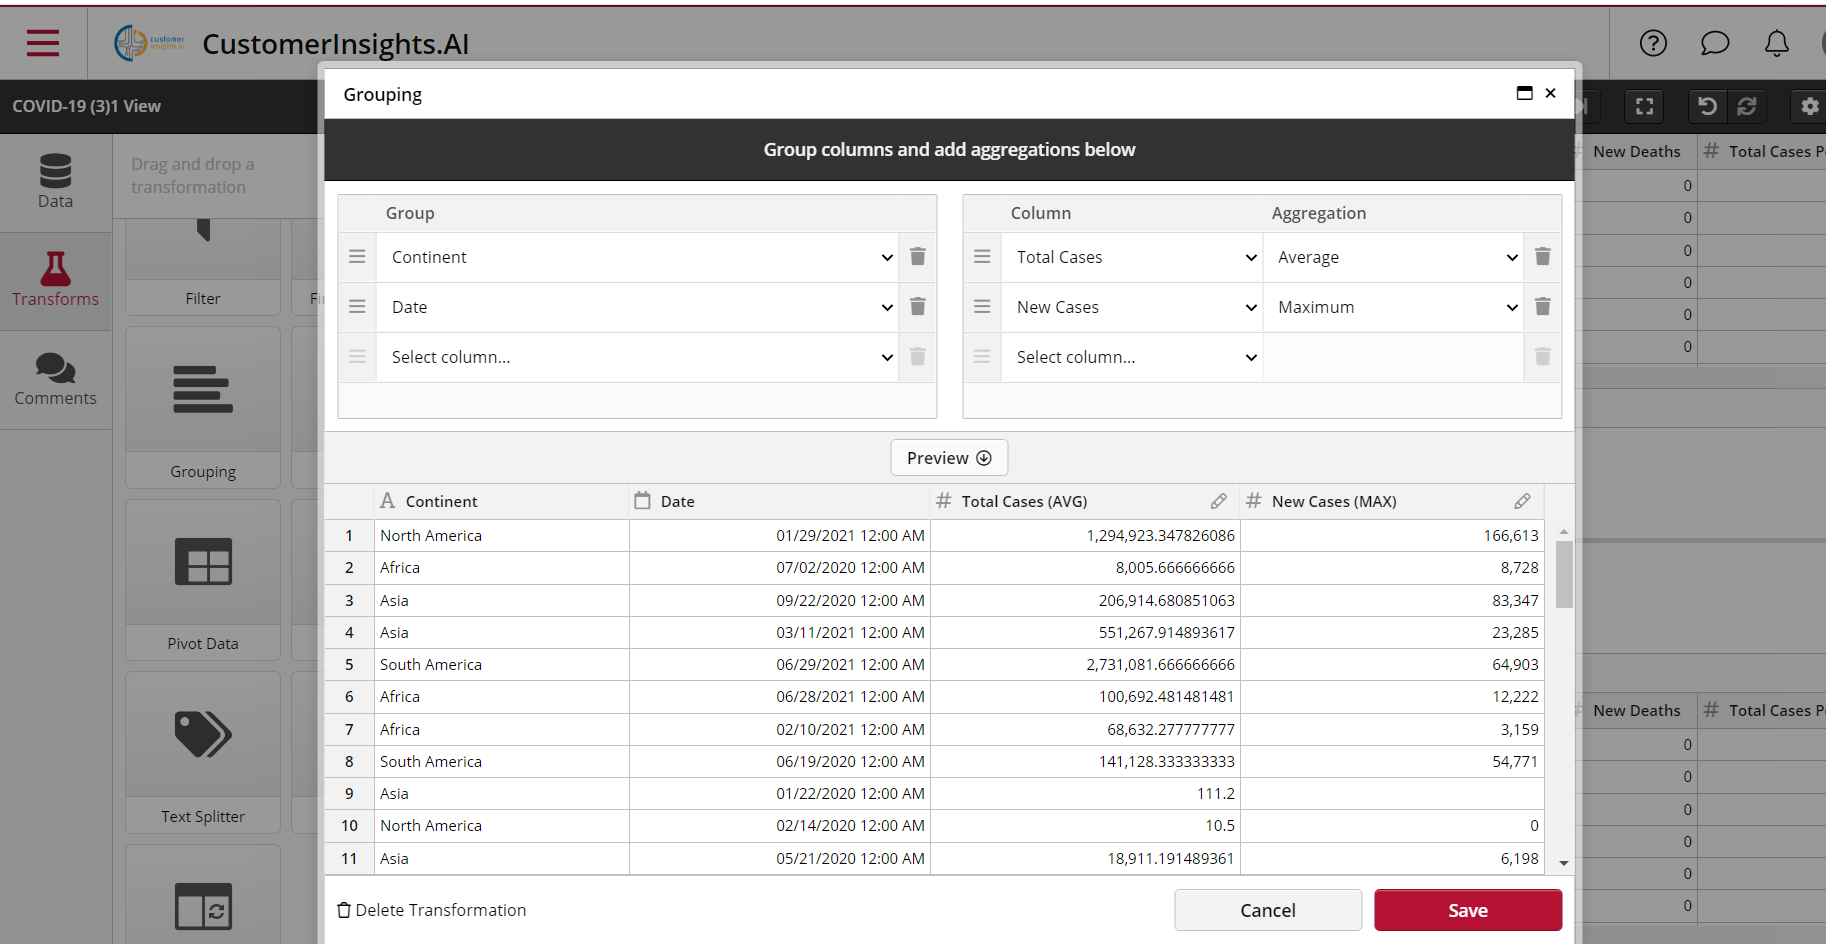 customer
insights.ai
CustomerInsights.AI
COVID-19 (3)1 View
Data
Transforms
Comments
Drag and drop a
transformation
Filter
Fi
Grouping
Pivot Data
Text Splitter
Grouping
Group columns and add aggregations below
Group
Continent
Date
Select column...
Column Aggregation
Total Cases Average
New Cases Maximum
Select column...
Preview
A Continent Date # Total Cases (AVG) # New Cases (MAX)
1 North America 01/29/2021 12:00 AM 1,294,923.347826086 166,613
2 Africa 07/02/2020 12:00 AM 8,005.666666666 8,728
3 Asia 09/22/2020 12:00 AM 206,914.680851063 83,347
4 Asia 03/11/2021 12:00 AM 551,267.914893617 23,285
5 South America 06/29/2021 12:00 AM 2,731,081.666666666 64,903
6 Africa 06/28/2021 12:00 AM 100,692.481481481 12,222
7 Africa 02/10/2021 12:00 AM 68,632.277777777 3,159
8 South America 06/19/2020 12:00 AM 141,128.333333333 54,771
9 Asia 01/22/2020 12:00 AM 111.2
10 North America 02/14/2020 12:00 AM 10.5 0
11 Asia 05/21/2020 12:00 AM 18,911.191489361 6,198
Delete Transformation
Cancel
Save
# New Deaths # Total Cases P
0
0
0
0
0
0
# New Deaths # Total Cases P
0
0
0
0
0
0